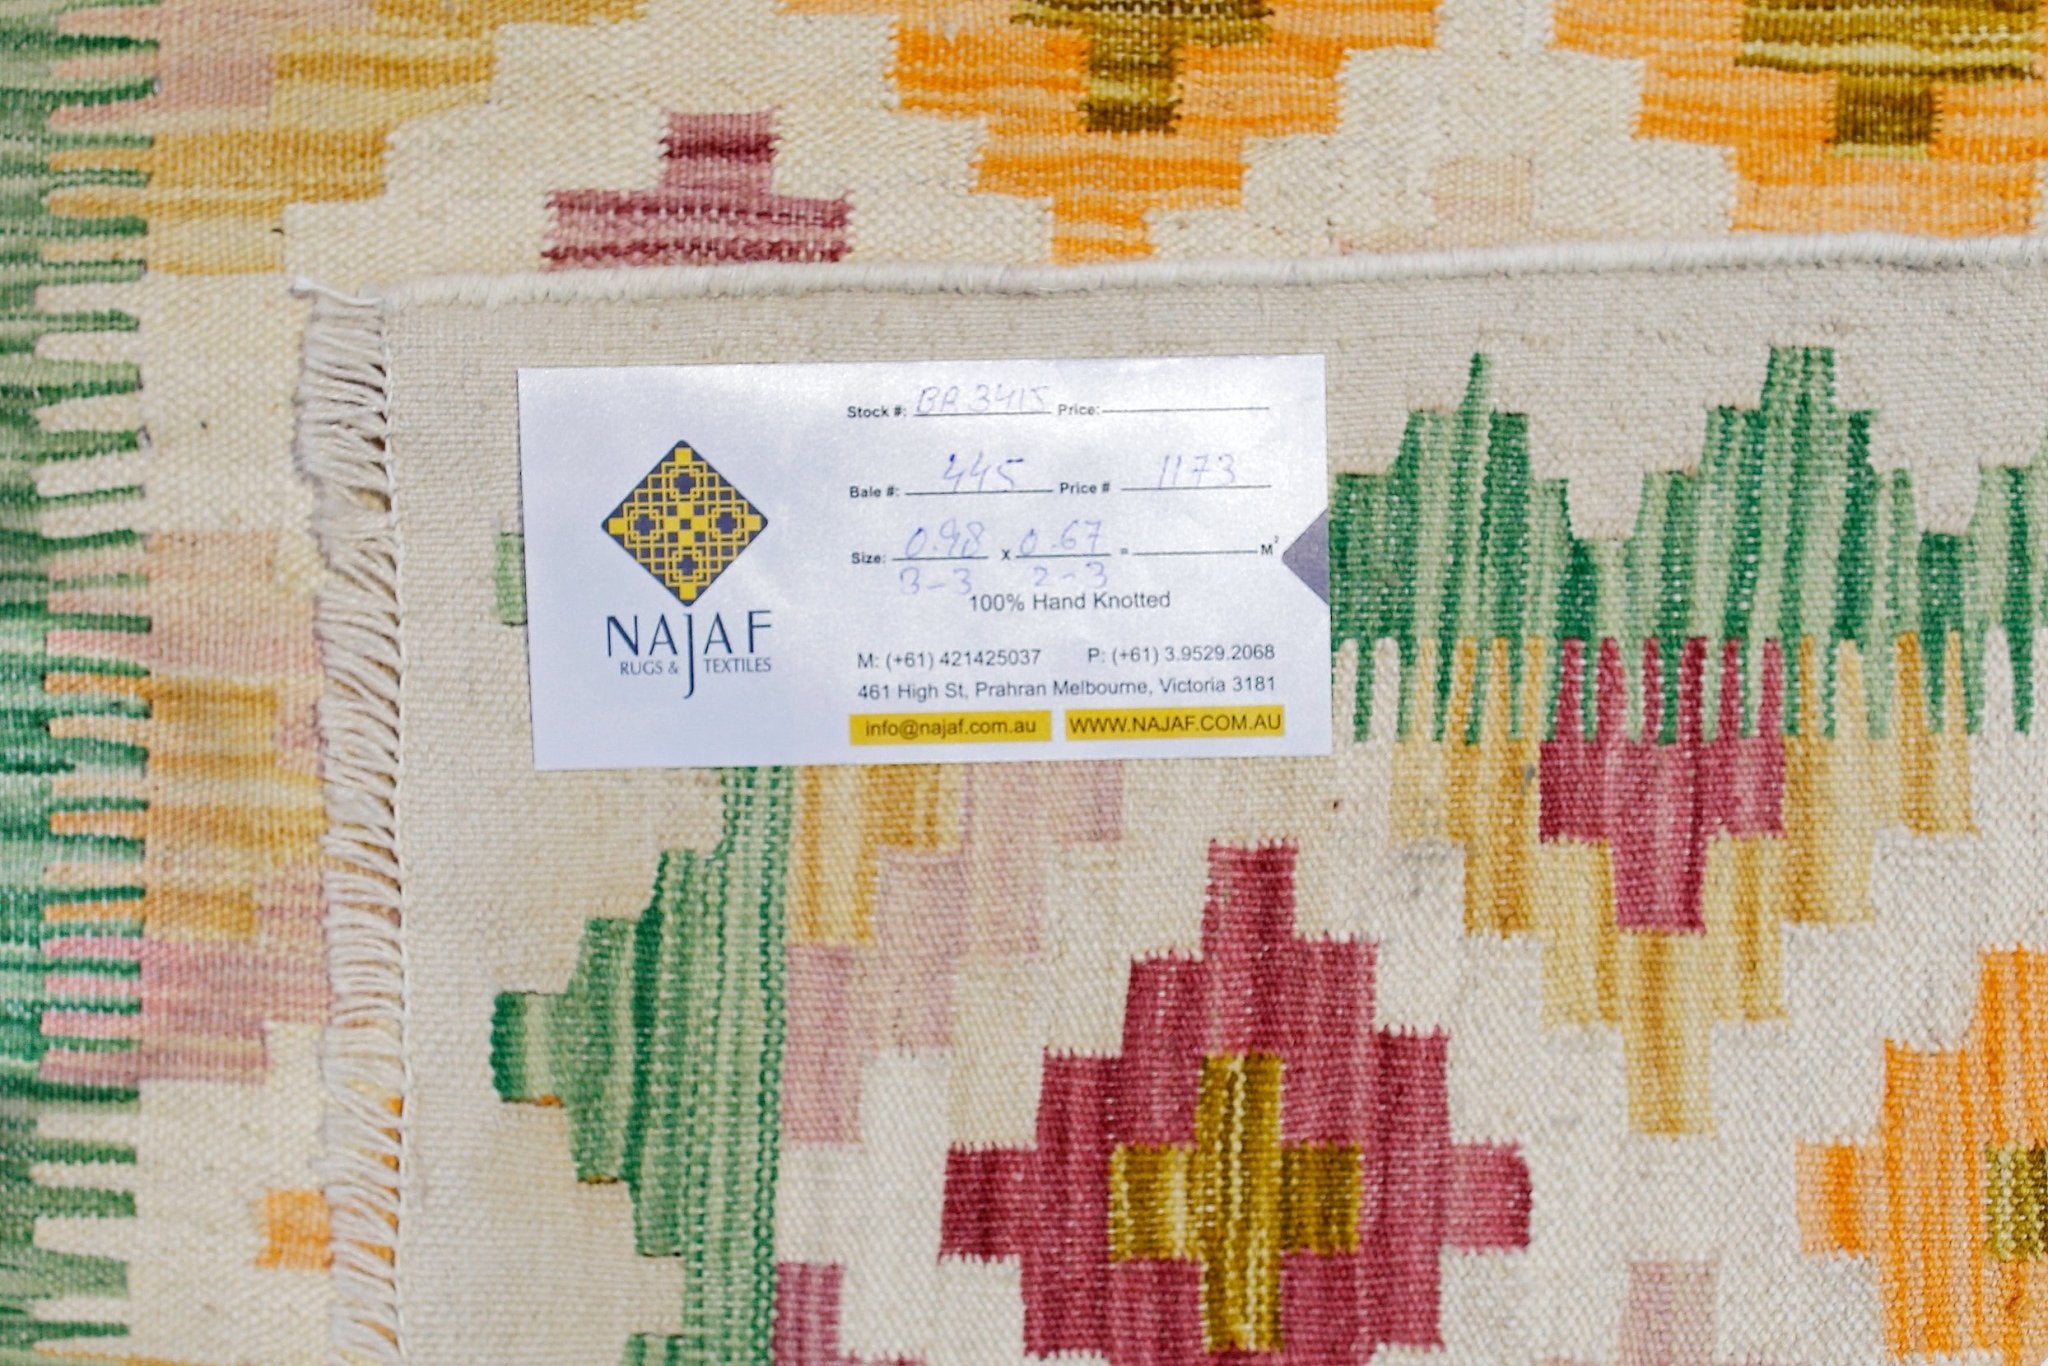 NAJAF
RUGS & TEXTILES
Stock #: BA 3415 Price:
Bale #: 445 Price # 1173
Size: 0.98 x 0.67 = M²
3-3 2-3
100% Hand Knotted
M: (+61) 421425037 P: (+61) 3.9529.2068
461 High St, Prahran Melbourne, Victoria 3181
info@najaf.com.au WWW.NAJAF.COM.AU